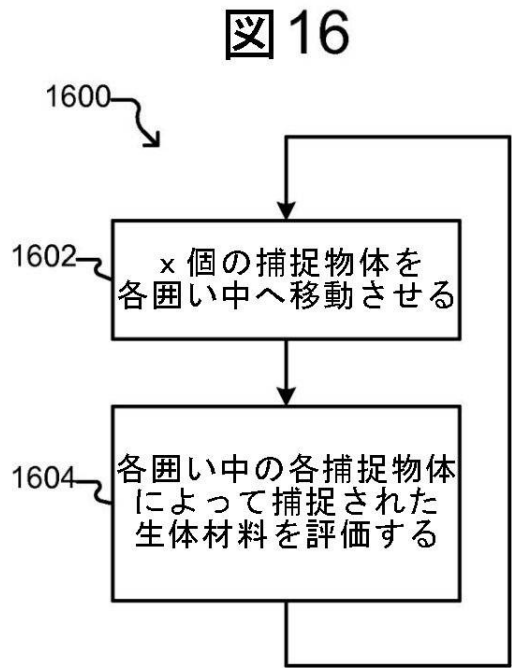 図 16
1600
1602
x 個の捕捉物体を
各囲い中へ移動させる
1604
各囲い中の各捕捉物体
によって捕捉された
生体材料を評価する